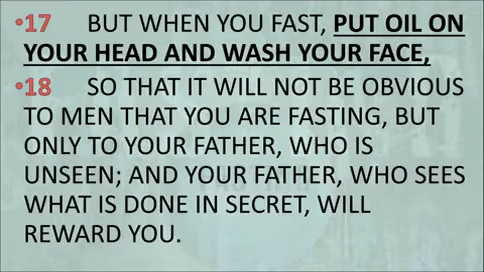 •17 BUT WHEN YOU FAST, PUT OIL ON
YOUR HEAD AND WASH YOUR FACE,
•18 SO THAT IT WILL NOT BE OBVIOUS
TO MEN THAT YOU ARE FASTING, BUT
ONLY TO YOUR FATHER, WHO IS
UNSEEN; AND YOUR FATHER, WHO SEES
WHAT IS DONE IN SECRET, WILL
REWARD YOU.